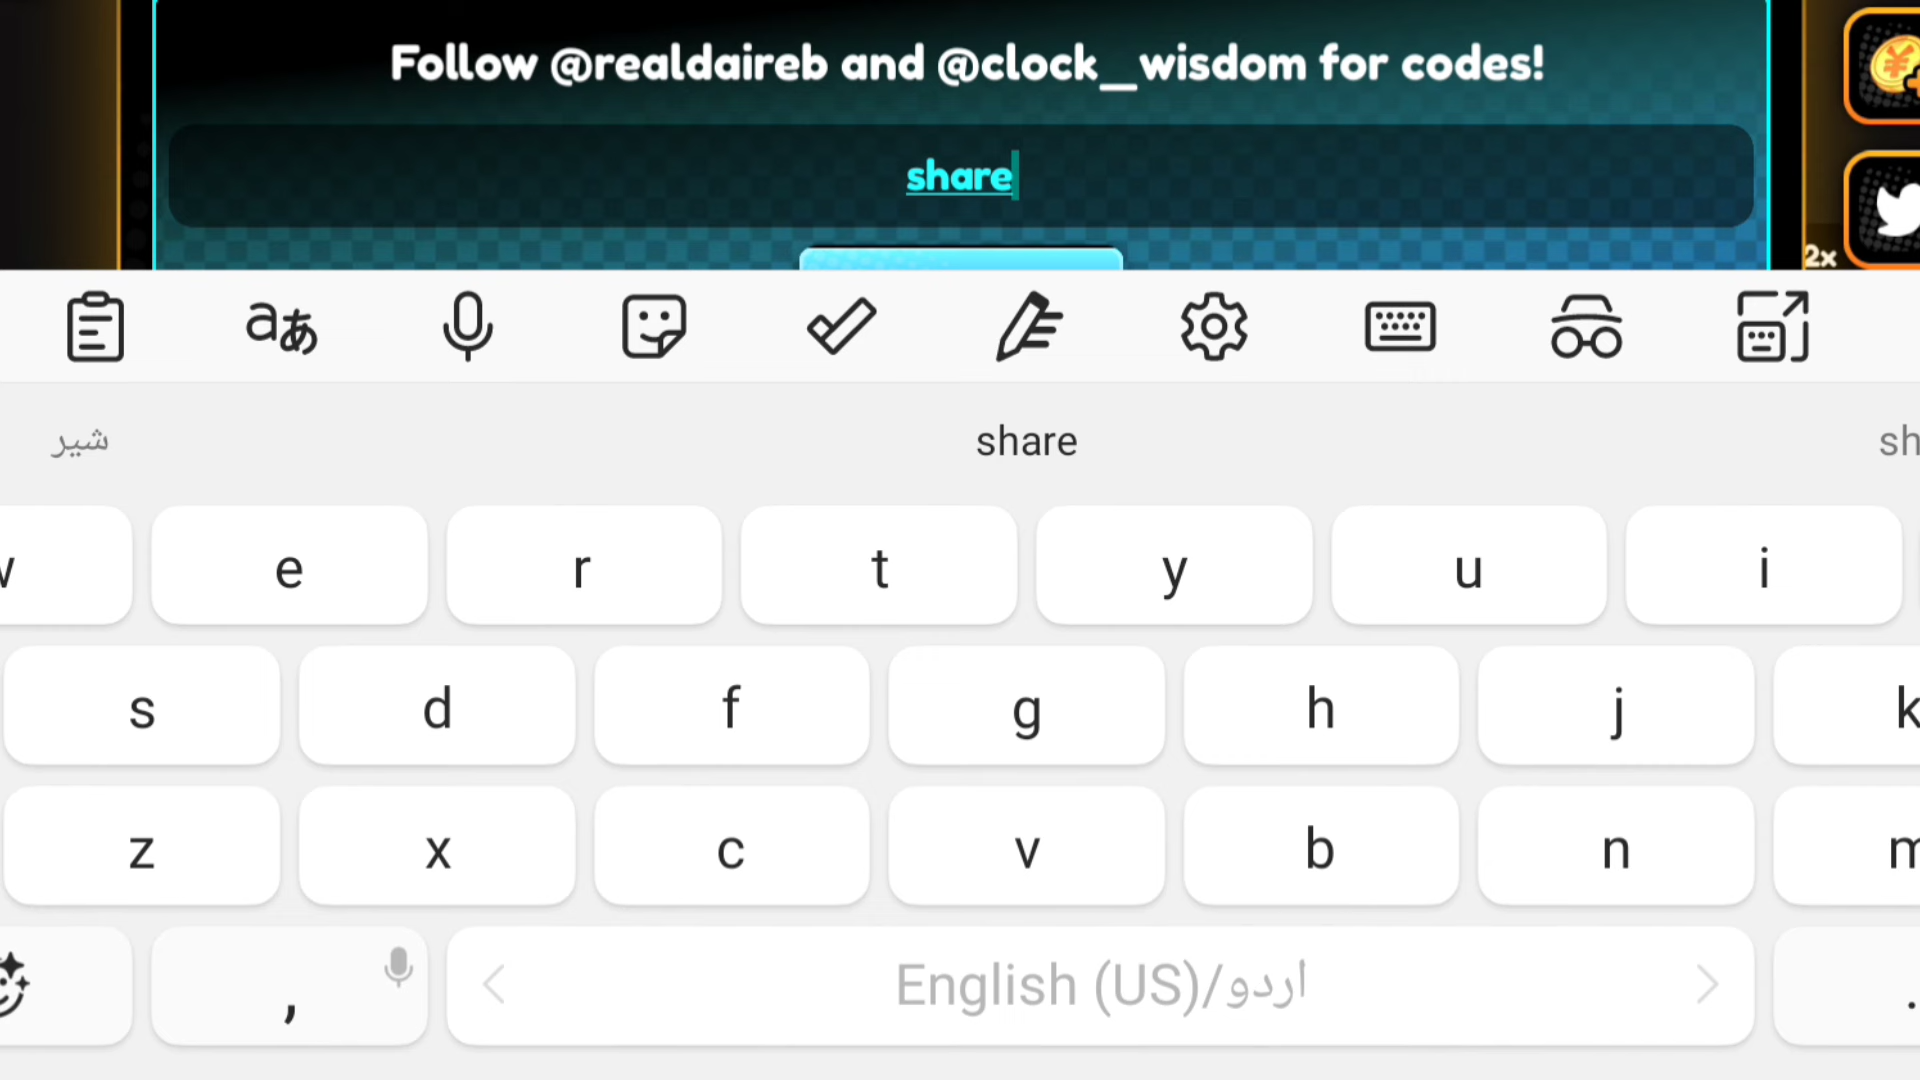 Follow @realdaireb and @clock_wisdom for codes!
share
2x
شیر
share
sh
w e r t y u i
s d f g h j k
z x c v b n m
, English (US)/اردو .